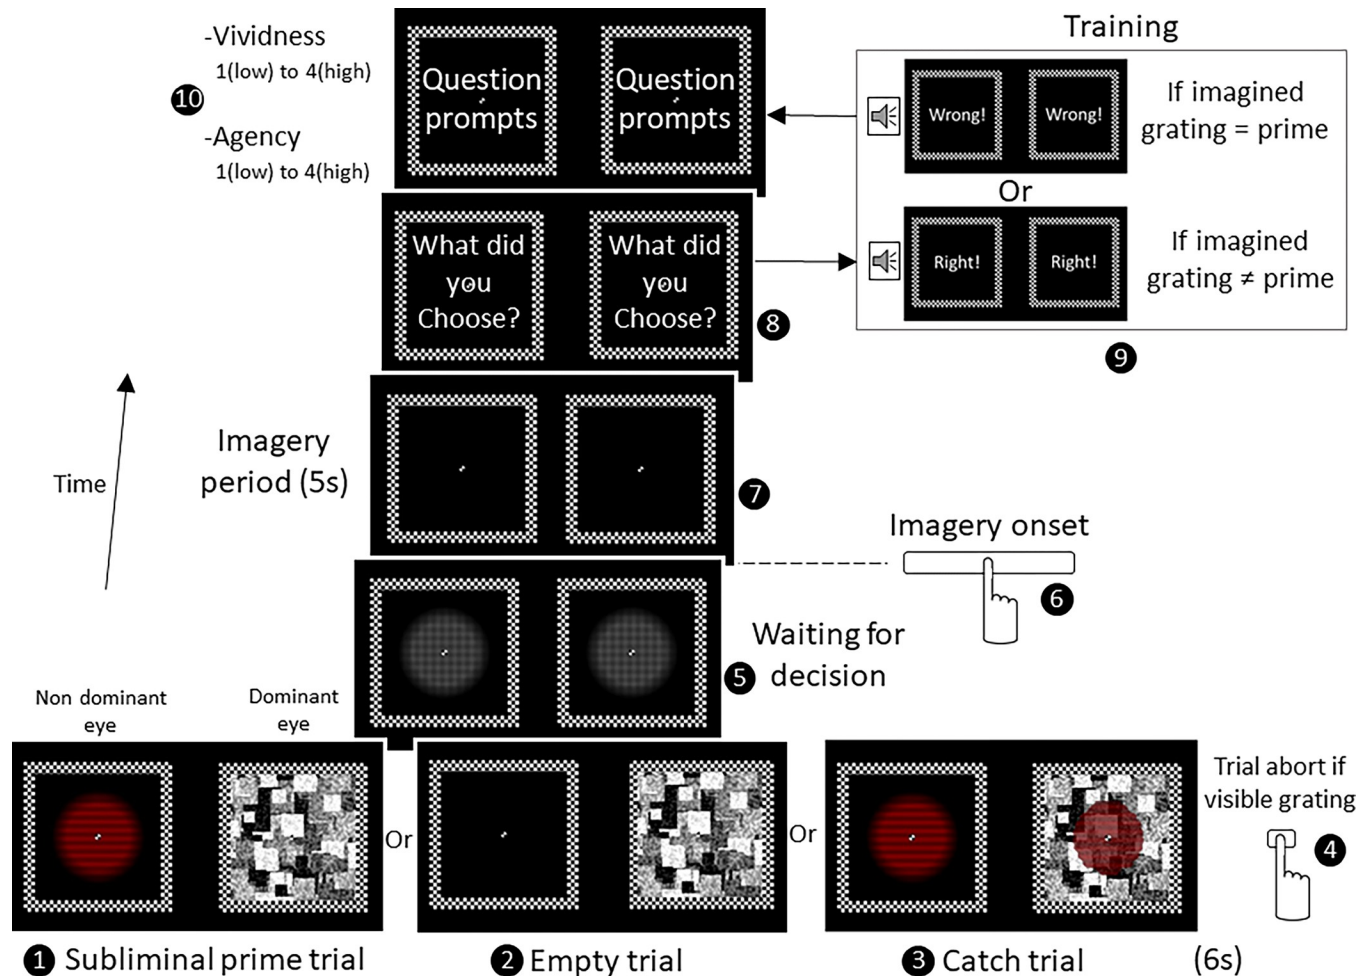 -Vividness
1(low) to 4(high)
10
-Agency
1(low) to 4(high)
Question
prompts
Question
prompts
Training
Wrong!
Wrong!
If imagined
grating = prime
Or
Right!
Right!
If imagined
grating ≠ prime
9
What did
you
Choose?
What did
you
Choose?
8
Time
Imagery
period (5s)
7
Imagery onset
6
Waiting for
decision
5
Non dominant
eye
Dominant
eye
Or
Or
Trial abort if
visible grating
4
1 Subliminal prime trial
2 Empty trial
3 Catch trial
(6s)